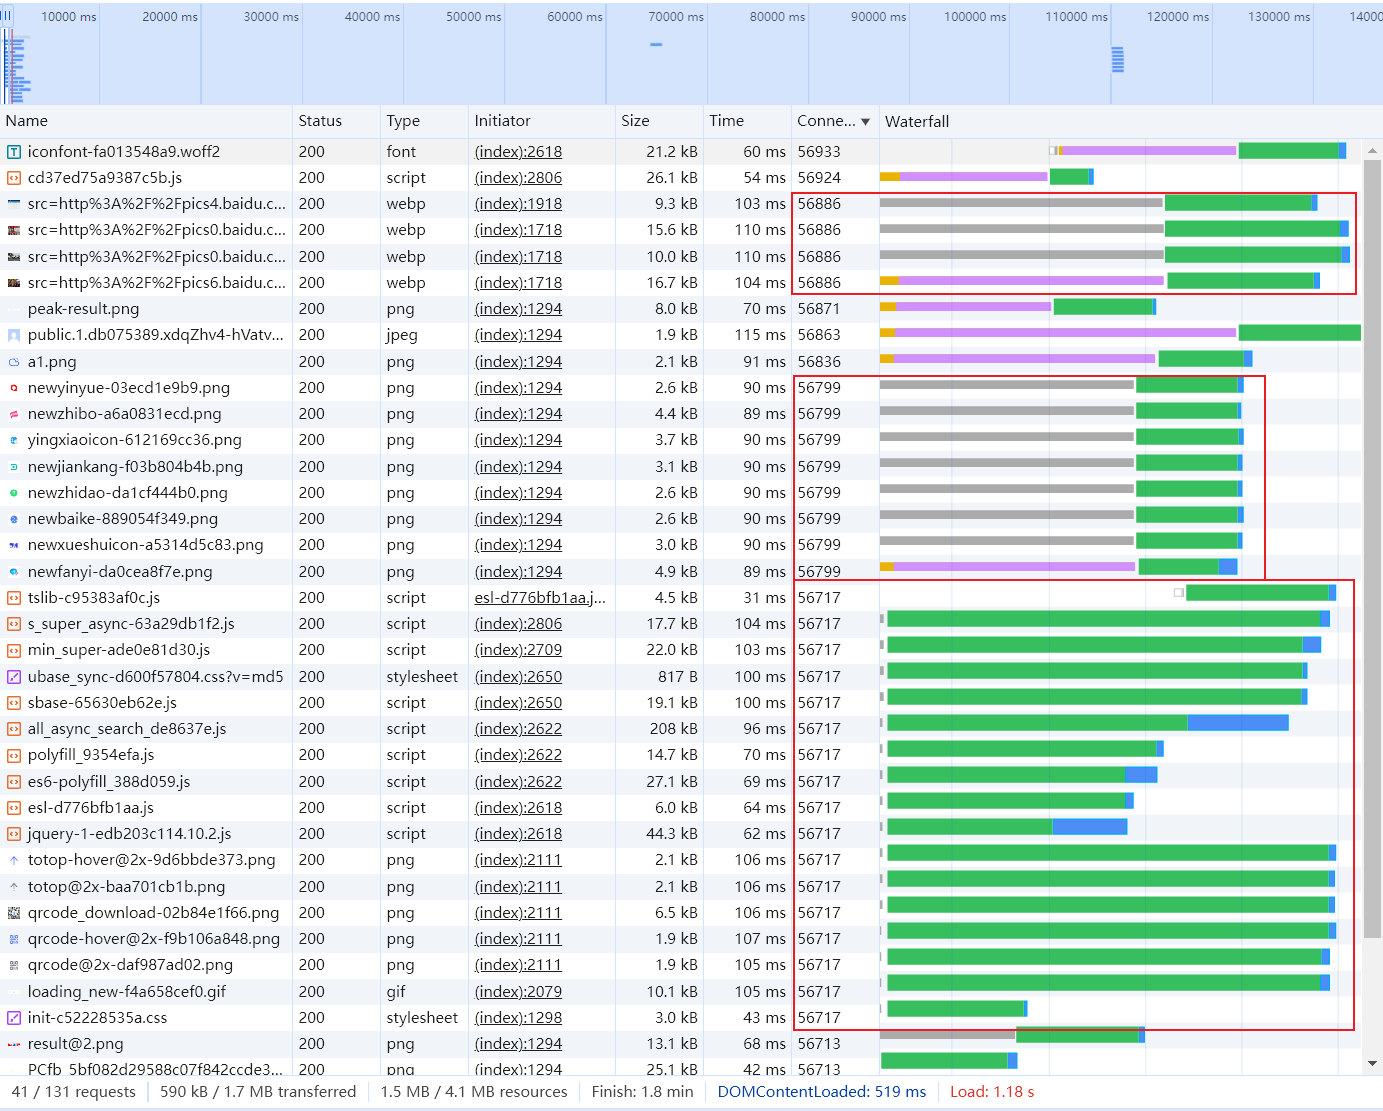 10000 ms 20000 ms 30000 ms 40000 ms 50000 ms 60000 ms 70000 ms 80000 ms 90000 ms 100000 ms 110000 ms 120000 ms 130000 ms 14000
Name Status Type Initiator Size Time Conne... Waterfall
iconfont-fa013548a9.woff2 200 font (index):2618 21.2 kB 60 ms 56933
cd37ed75a9387c5b.js 200 script (index):2806 26.1 kB 54 ms 56924
src=http%3A%2F%2Fpics4.baidu.c... 200 webp (index):1918 9.3 kB 103 ms 56886
src=http%3A%2F%2Fpics0.baidu.c... 200 webp (index):1718 15.6 kB 110 ms 56886
src=http%3A%2F%2Fpics0.baidu.c... 200 webp (index):1718 10.0 kB 110 ms 56886
src=http%3A%2F%2Fpics6.baidu.c... 200 webp (index):1718 16.7 kB 104 ms 56886
peak-result.png 200 png (index):1294 8.0 kB 70 ms 56871
public.1.db075389.xdqZhv4-hVatv... 200 jpeg (index):1294 1.9 kB 115 ms 56863
a1.png 200 png (index):1294 2.1 kB 91 ms 56836
newyinyue-03ecd1e9b9.png 200 png (index):1294 2.6 kB 90 ms 56799
newzhibo-a6a0831ecd.png 200 png (index):1294 4.4 kB 89 ms 56799
yingxiaoicon-612169cc36.png 200 png (index):1294 3.7 kB 90 ms 56799
newjiankang-f03b804b4b.png 200 png (index):1294 3.1 kB 90 ms 56799
newzhidao-da1cf444b0.png 200 png (index):1294 2.6 kB 90 ms 56799
newbaike-889054f349.png 200 png (index):1294 2.6 kB 90 ms 56799
newxueshuicon-a5314d5c83.png 200 png (index):1294 3.0 kB 90 ms 56799
newfanyi-da0cea8f7e.png 200 png (index):1294 4.9 kB 89 ms 56799
tslib-c95383af0c.js 200 script esl-d776bfb1aa.j... 4.5 kB 31 ms 56717
s_super_async-63a29db1f2.js 200 script (index):2806 17.7 kB 104 ms 56717
min_super-ade0e81d30.js 200 script (index):2709 22.0 kB 103 ms 56717
ubase_sync-d600f57804.css?v=md5 200 stylesheet (index):2650 817 B 100 ms 56717
sbase-65630eb62e.js 200 script (index):2650 19.1 kB 100 ms 56717
all_async_search_de8637e.js 200 script (index):2622 208 kB 96 ms 56717
polyfill_9354efa.js 200 script (index):2622 14.7 kB 70 ms 56717
es6-polyfill_388d059.js 200 script (index):2622 27.1 kB 69 ms 56717
esl-d776bfb1aa.js 200 script (index):2618 6.0 kB 64 ms 56717
jquery-1-edb203c114.10.2.js 200 script (index):2618 44.3 kB 62 ms 56717
totop-hover@2x-9d6bbde373.png 200 png (index):2111 2.1 kB 106 ms 56717
totop@2x-baa701cb1b.png 200 png (index):2111 2.1 kB 106 ms 56717
qrcode_download-02b84e1f66.png 200 png (index):2111 6.5 kB 106 ms 56717
qrcode-hover@2x-f9b106a848.png 200 png (index):2111 1.9 kB 107 ms 56717
qrcode@2x-daf987ad02.png 200 png (index):2111 1.9 kB 105 ms 56717
loading_new-f4a658cef0.gif 200 gif (index):2079 10.1 kB 105 ms 56717
init-c52228535a.css 200 stylesheet (index):1298 3.0 kB 43 ms 56717
result@2.png 200 png (index):1294 13.1 kB 68 ms 56713
PCfb_5bf082d29588c07f842ccde3... 200 png (index):1294 25.1 kB 42 ms 56713
41 / 131 requests 590 kB / 1.7 MB transferred 1.5 MB / 4.1 MB resources Finish: 1.8 min DOMContentLoaded: 519 ms Load: 1.18 s